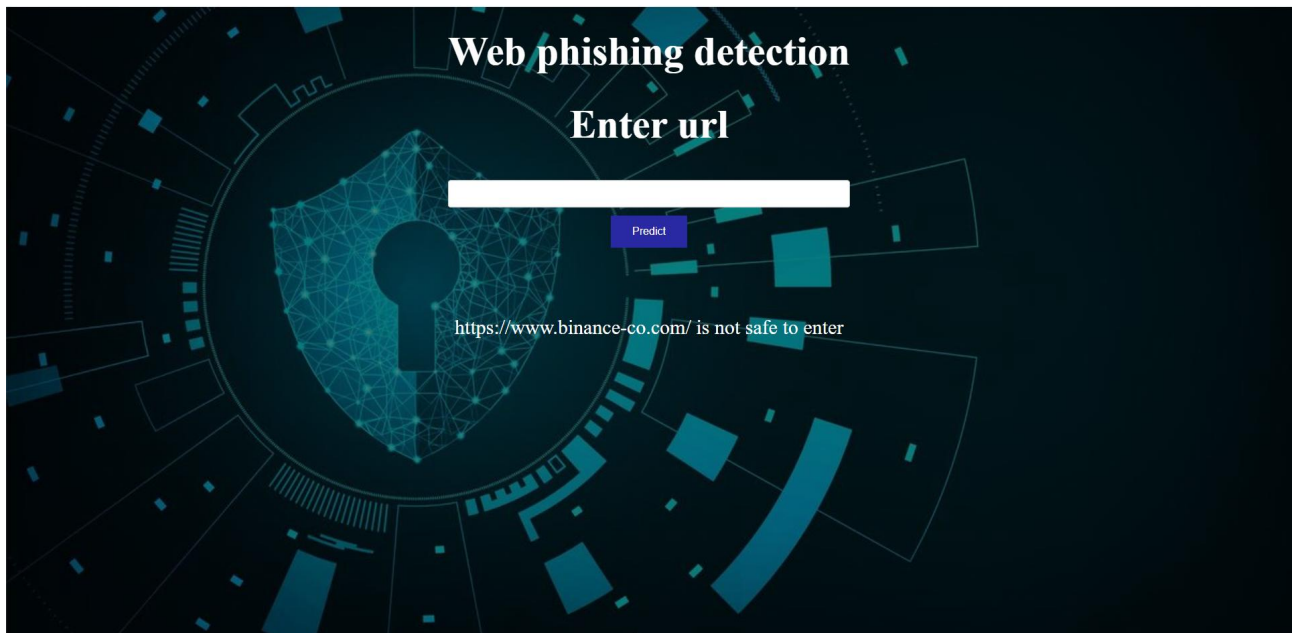 Web phishing detection
Enter url
Predict
https://www.binance-co.com/ is not safe to enter